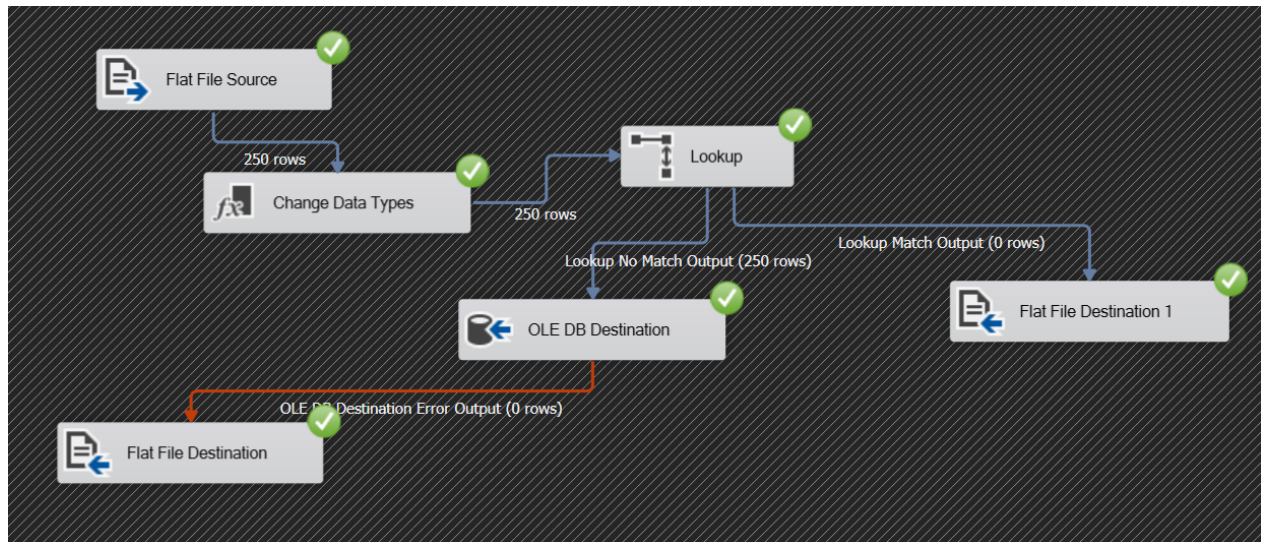 Flat File Source
250 rows
Change Data Types
250 rows
Lookup
Lookup No Match Output (250 rows)
Lookup Match Output (0 rows)
OLE DB Destination
Flat File Destination 1
OLE DB Destination Error Output (0 rows)
Flat File Destination